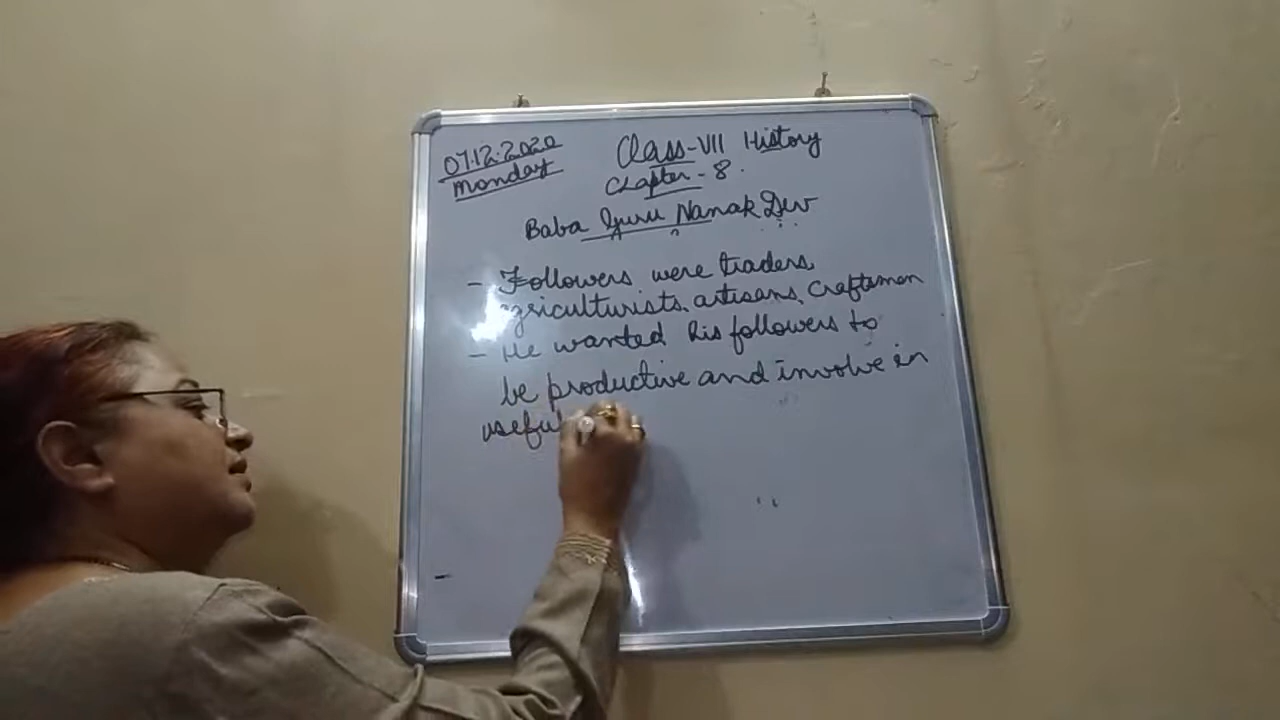 07.12.2020
Monday
Class-VII History
Chapter - 8.
Baba Guru Nanak Dev
- Followers were traders,
agriculturists, artisans, craftsmen
- He wanted his followers to
be productive and involve in
useful